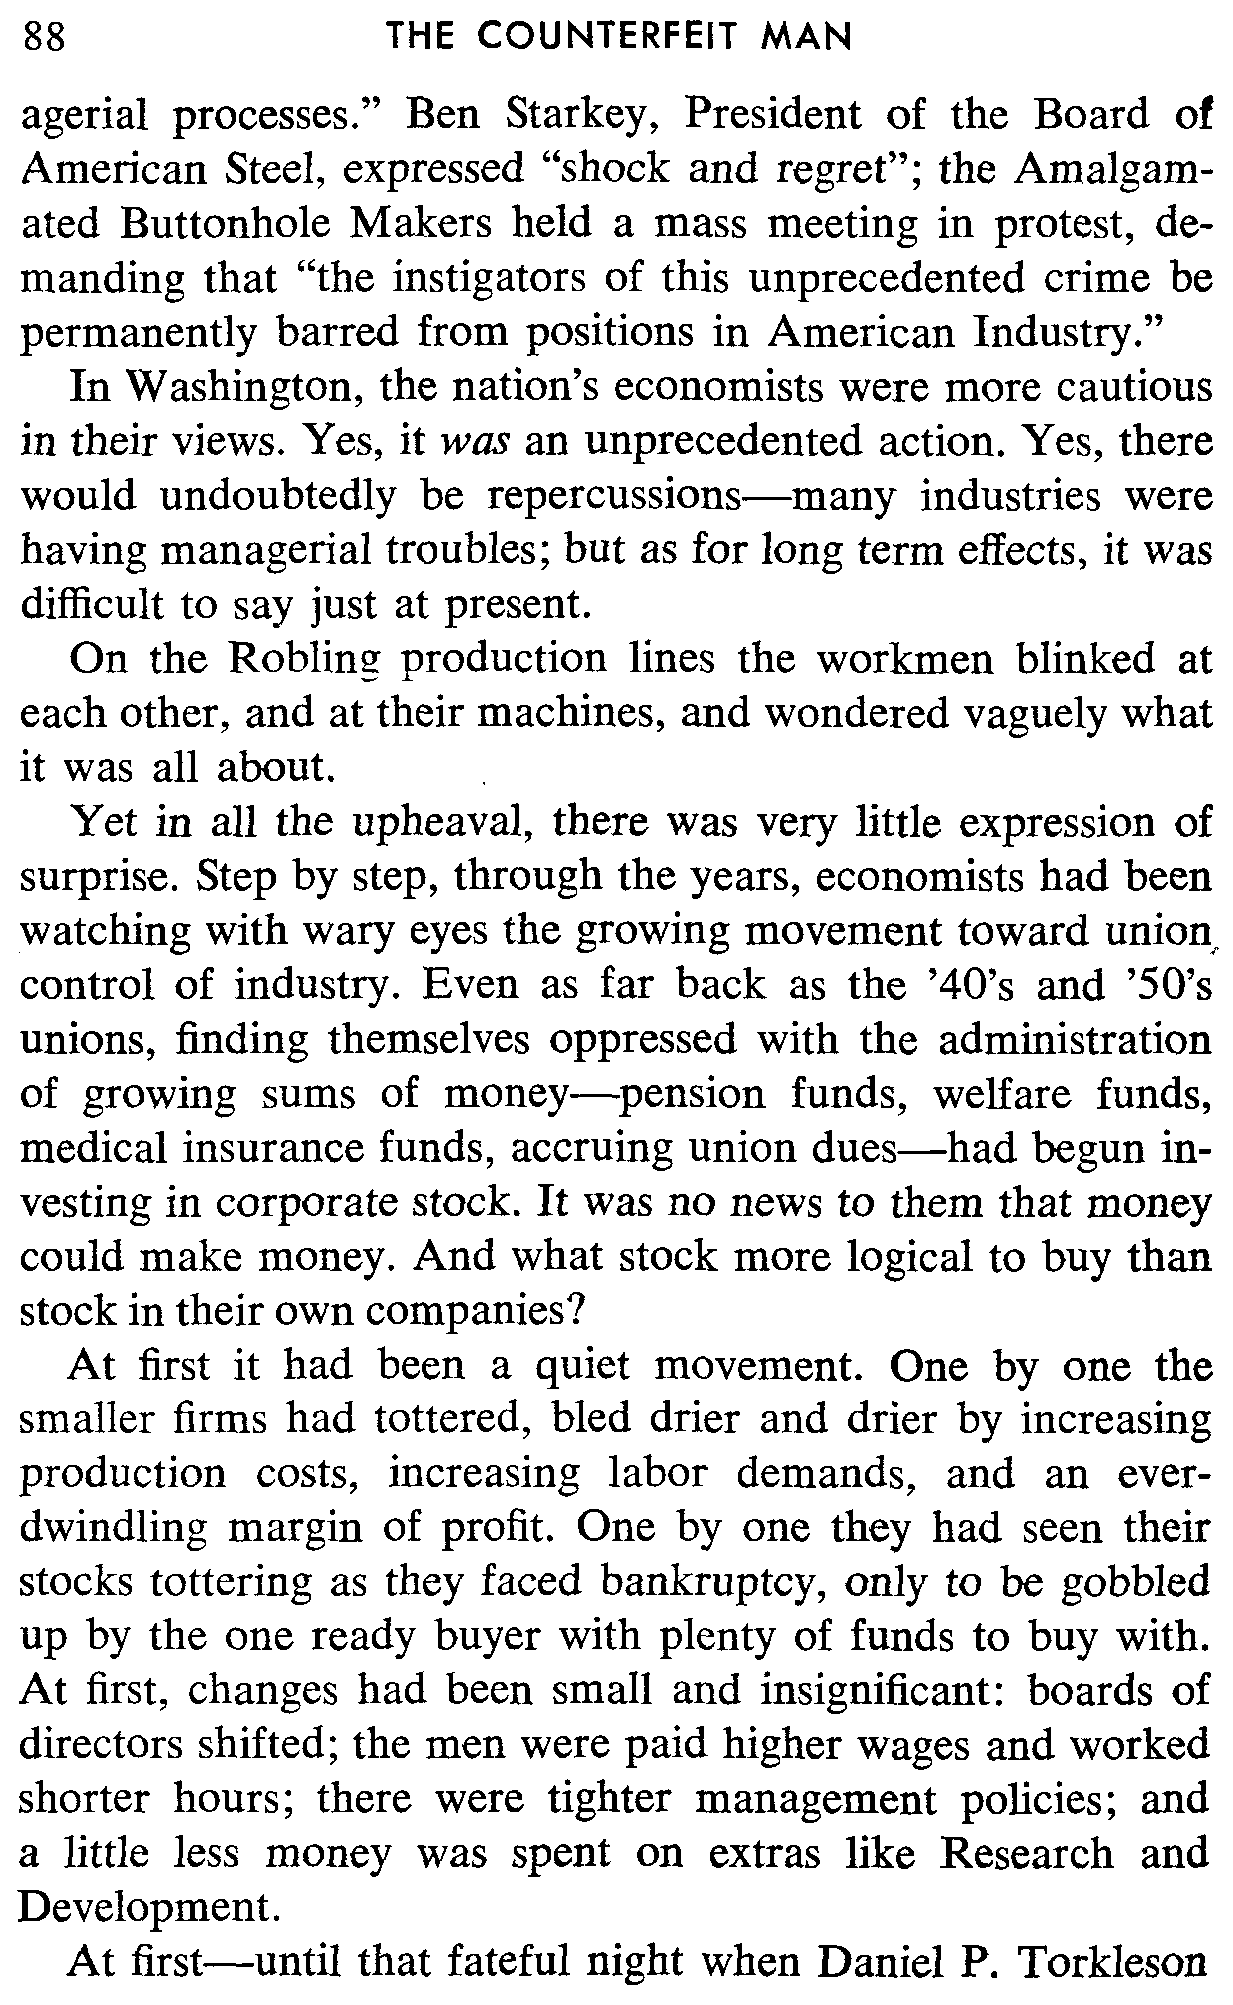 88 THE COUNTERFEIT MAN
agerial processes.” Ben Starkey, President of the Board of
American Steel, expressed “shock and regret”; the Amalgam-
ated Buttonhole Makers held a mass meeting in protest, de-
manding that “the instigators of this unprecedented crime be
permanently barred from positions in American Industry.”
In Washington, the nation’s economists were more cautious
in their views. Yes, it was an unprecedented action. Yes, there
would undoubtedly be repercussions—many industries were
having managerial troubles; but as for long term effects, it was
difficult to say just at present.
On the Robling production lines the workmen blinked at
each other, and at their machines, and wondered vaguely what
it was all about.
Yet in all the upheaval, there was very little expression of
surprise. Step by step, through the years, economists had been
watching with wary eyes the growing movement toward union
control of industry. Even as far back as the ’40’s and ’50’s
unions, finding themselves oppressed with the administration
of growing sums of money—pension funds, welfare funds,
medical insurance funds, accruing union dues—had begun in-
vesting in corporate stock. It was no news to them that money
could make money. And what stock more logical to buy than
stock in their own companies?
At first it had been a quiet movement. One by one the
smaller firms had tottered, bled drier and drier by increasing
production costs, increasing labor demands, and an ever-
dwindling margin of profit. One by one they had seen their
stocks tottering as they faced bankruptcy, only to be gobbled
up by the one ready buyer with plenty of funds to buy with.
At first, changes had been small and insignificant: boards of
directors shifted; the men were paid higher wages and worked
shorter hours; there were tighter management policies; and
a little less money was spent on extras like Research and
Development.
At first—until that fateful night when Daniel P. Torkleson